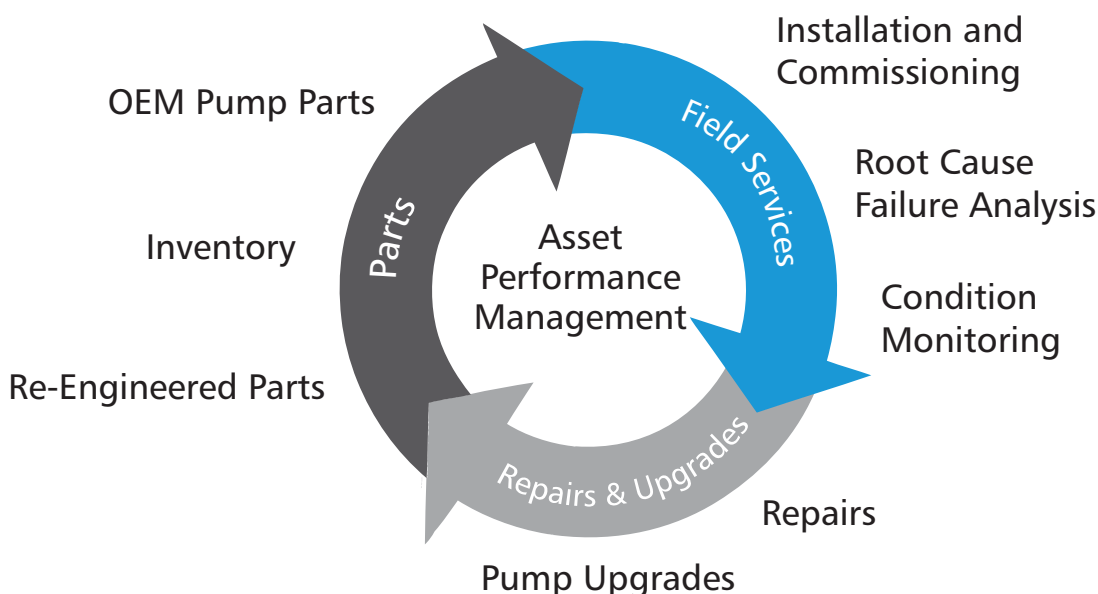 Installation and
Commissioning
OEM Pump Parts
Field Services
Root Cause
Failure Analysis
Parts
Inventory
Asset
Performance
Management
Condition
Monitoring
Re-Engineered Parts
Repairs & Upgrades
Repairs
Pump Upgrades